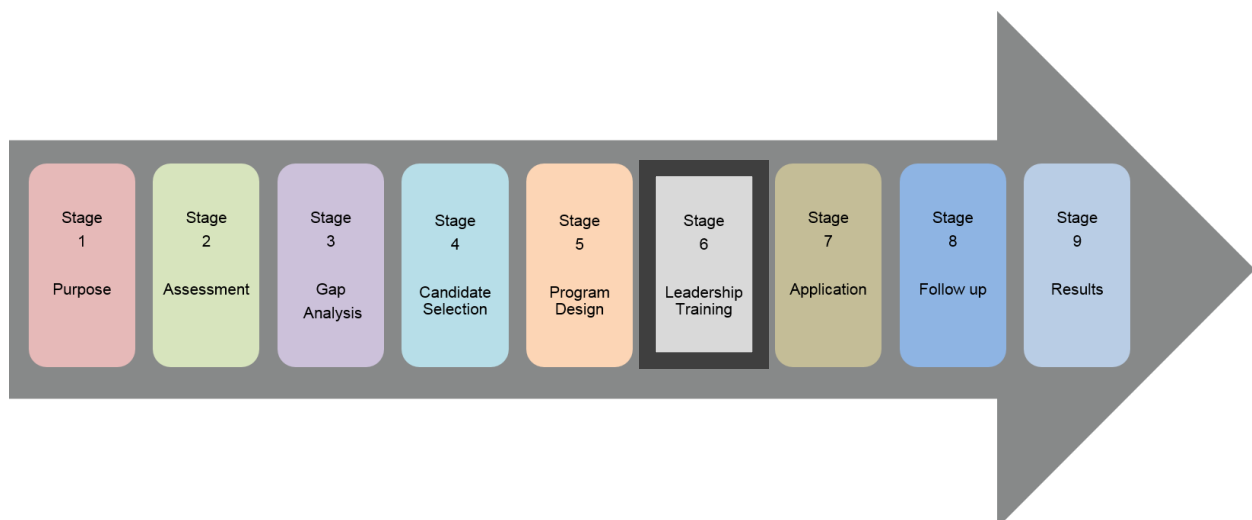 Stage
1
Purpose
Stage
2
Assessment
Stage
3
Gap
Analysis
Stage
4
Candidate
Selection
Stage
5
Program
Design
Stage
6
Leadership
Training
Stage
7
Application
Stage
8
Follow up
Stage
9
Results